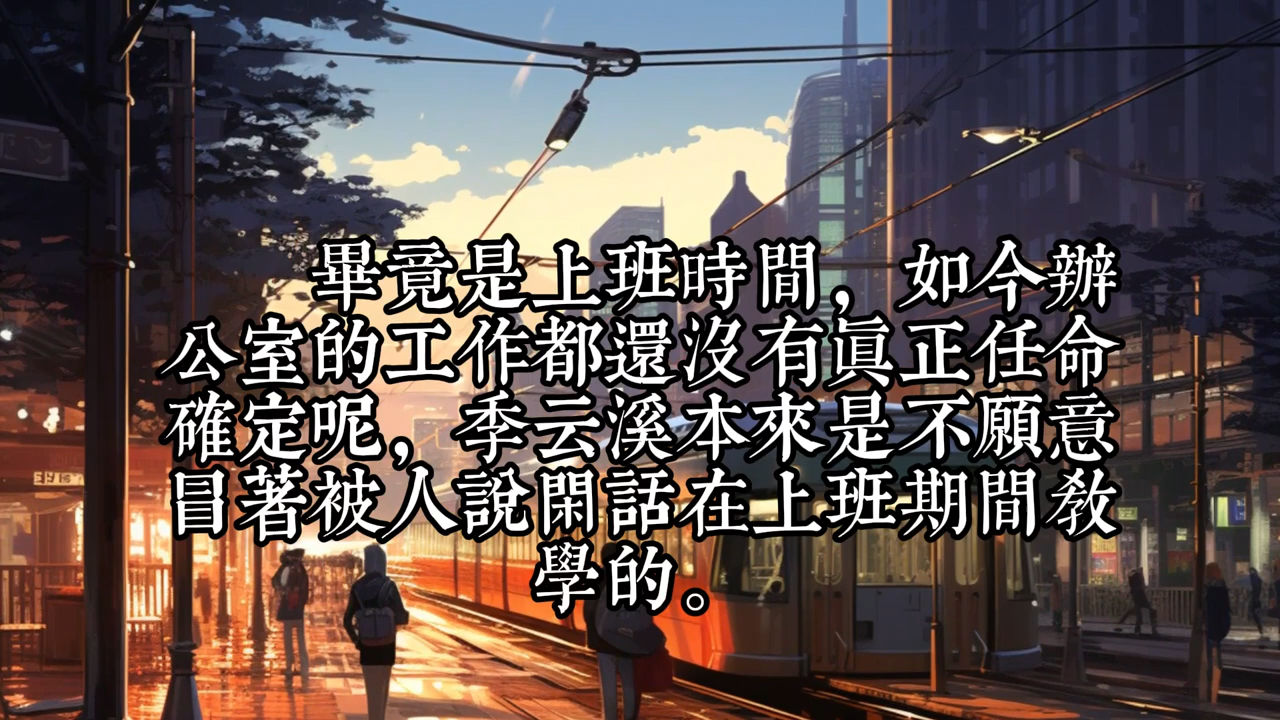 畢竟是上班時間，如今辦
公室的工作都還沒有眞正任命
確定呢，季云溪本來是不願意
冒著被人說閑話在上班期間教
學的。